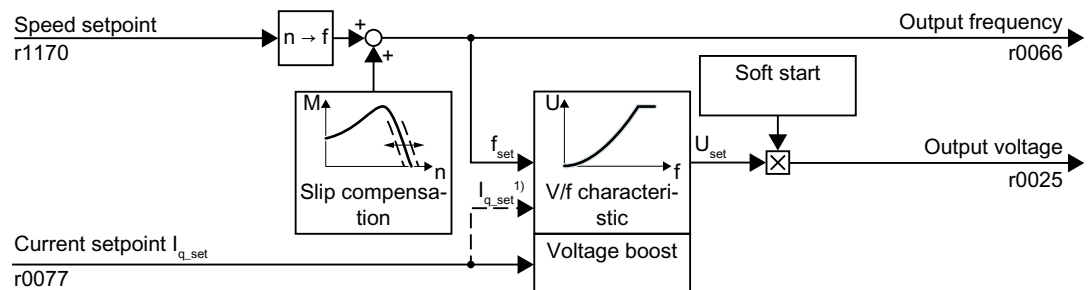 Speed setpoint
r1170
n → f
+
+
Output frequency
r0066
M
n
Slip compensa-
tion
f_set
I_q_set 1)
U
f
V/f characteri-
stic
Voltage boost
U_set
Soft start
Output voltage
r0025
Current setpoint I_q_set
r0077